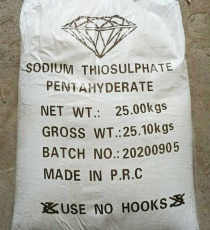 SODIUM THIOSULPHATE
PENTAHYDERATE
NET WT.: 25.00kgs
GROSS WT.:25.10kgs
BATCH NO.:20200905
MADE IN P.R.C
USE NO HOOKS